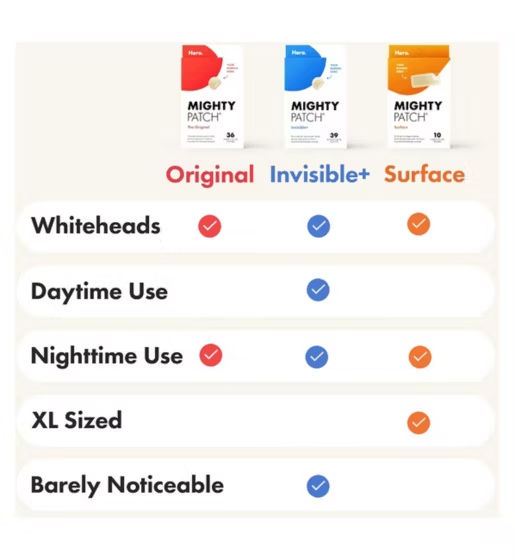 Hero.
Hero.
Hero.
MIGHTY
PATCH
The Original
36
MIGHTY
PATCH
Invisible+
39
MIGHTY
PATCH
Surface
10
Original Invisible+ Surface
Whiteheads
Daytime Use
Nighttime Use
XL Sized
Barely Noticeable